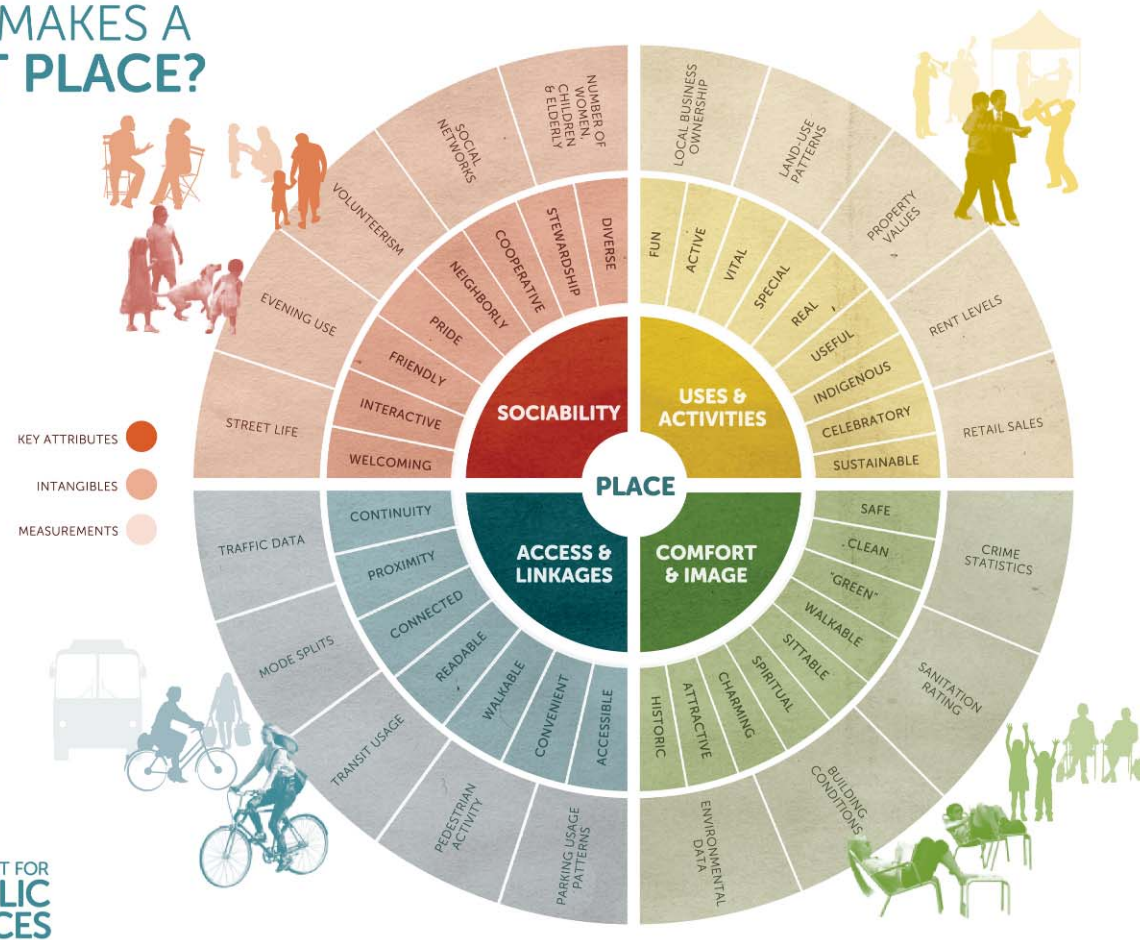 MAKES A
T PLACE?
KEY ATTRIBUTES
INTANGIBLES
MEASUREMENTS
PLACE
SOCIABILITY
WELCOMING
INTERACTIVE
FRIENDLY
PRIDE
NEIGHBORLY
COOPERATIVE
STEWARDSHIP
DIVERSE
STREET LIFE
EVENING USE
VOLUNTEERISM
SOCIAL
NETWORKS
NUMBER OF
WOMEN,
CHILDREN
& ELDERLY
USES &
ACTIVITIES
FUN
ACTIVE
VITAL
SPECIAL
REAL
USEFUL
INDIGENOUS
CELEBRATORY
SUSTAINABLE
LOCAL BUSINESS
OWNERSHIP
LAND-USE
PATTERNS
PROPERTY
VALUES
RENT LEVELS
RETAIL SALES
ACCESS &
LINKAGES
CONTINUITY
PROXIMITY
CONNECTED
READABLE
WALKABLE
CONVENIENT
ACCESSIBLE
TRAFFIC DATA
MODE SPLITS
TRANSIT USAGE
PEDESTRIAN
ACTIVITY
PARKING USAGE
PATTERNS
COMFORT
& IMAGE
SAFE
CLEAN
"GREEN"
WALKABLE
SITTABLE
SPIRITUAL
CHARMING
ATTRACTIVE
HISTORIC
CRIME
STATISTICS
SANITATION
RATING
BUILDING
CONDITIONS
ENVIRONMENTAL
DATA
T FOR
LIC
CES